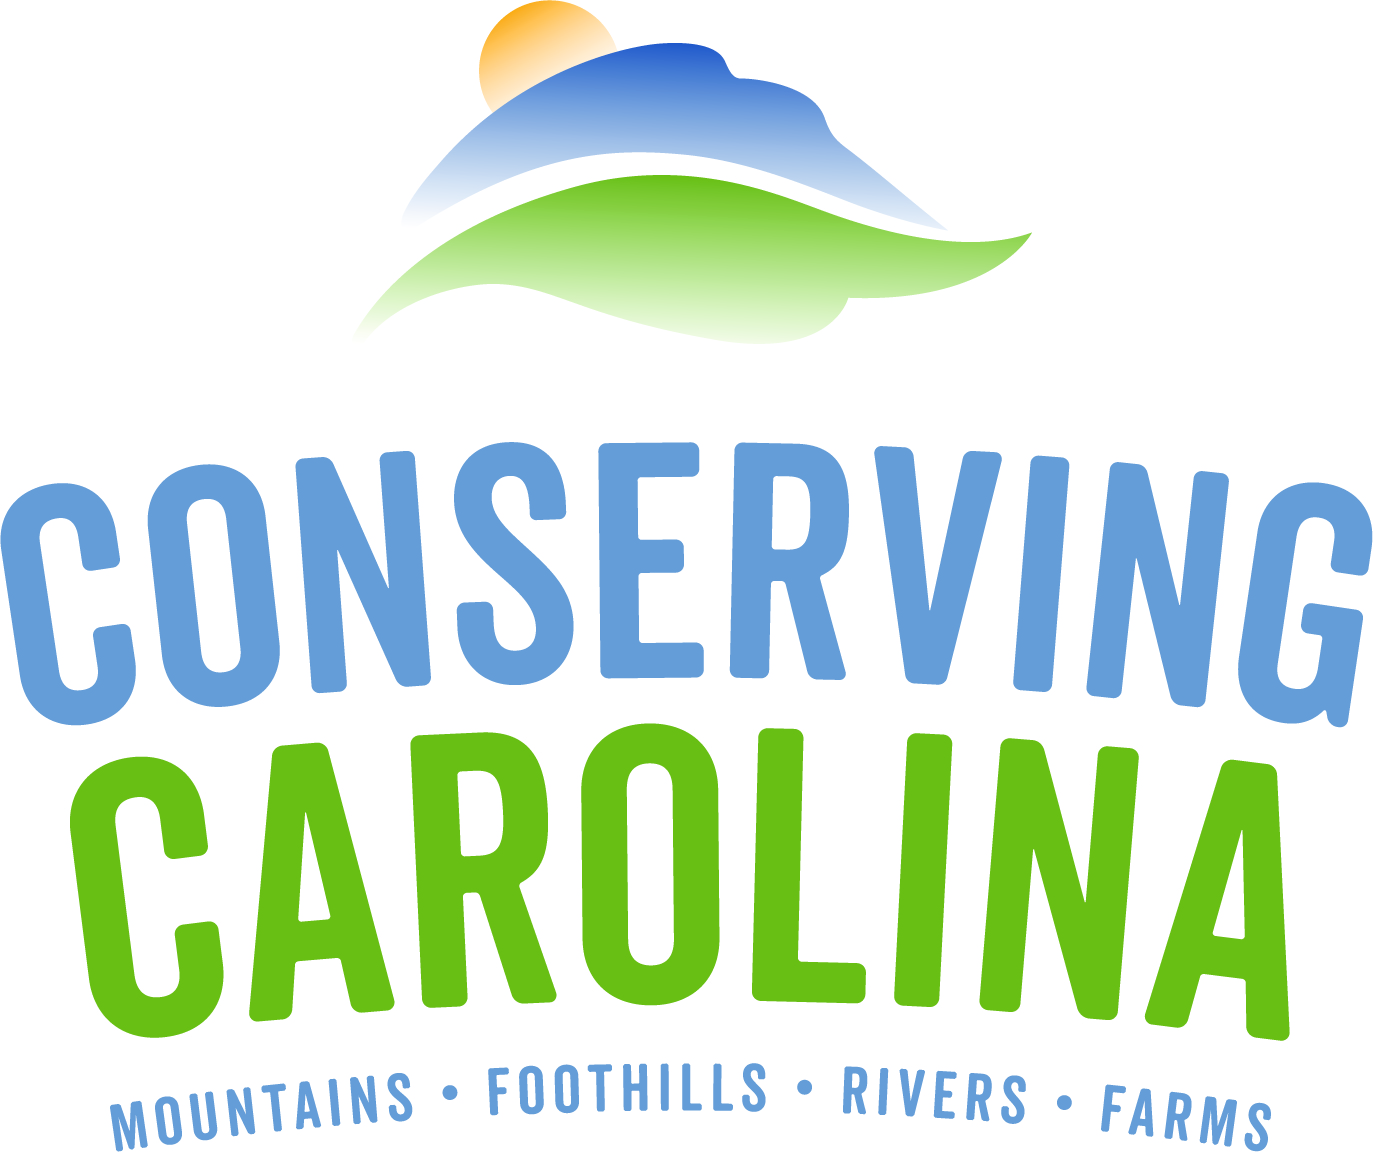 CONSERVING
CAROLINA
MOUNTAINS • FOOTHILLS • RIVERS • FARMS